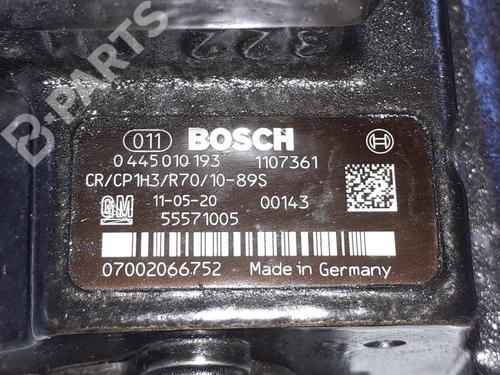 B-PARTS
322
011 BOSCH
0 445 010 193 1107361
CR/CP1H3/R70/10-89S
GM 11-05-20 00143
55571005
07002066752 Made in Germany